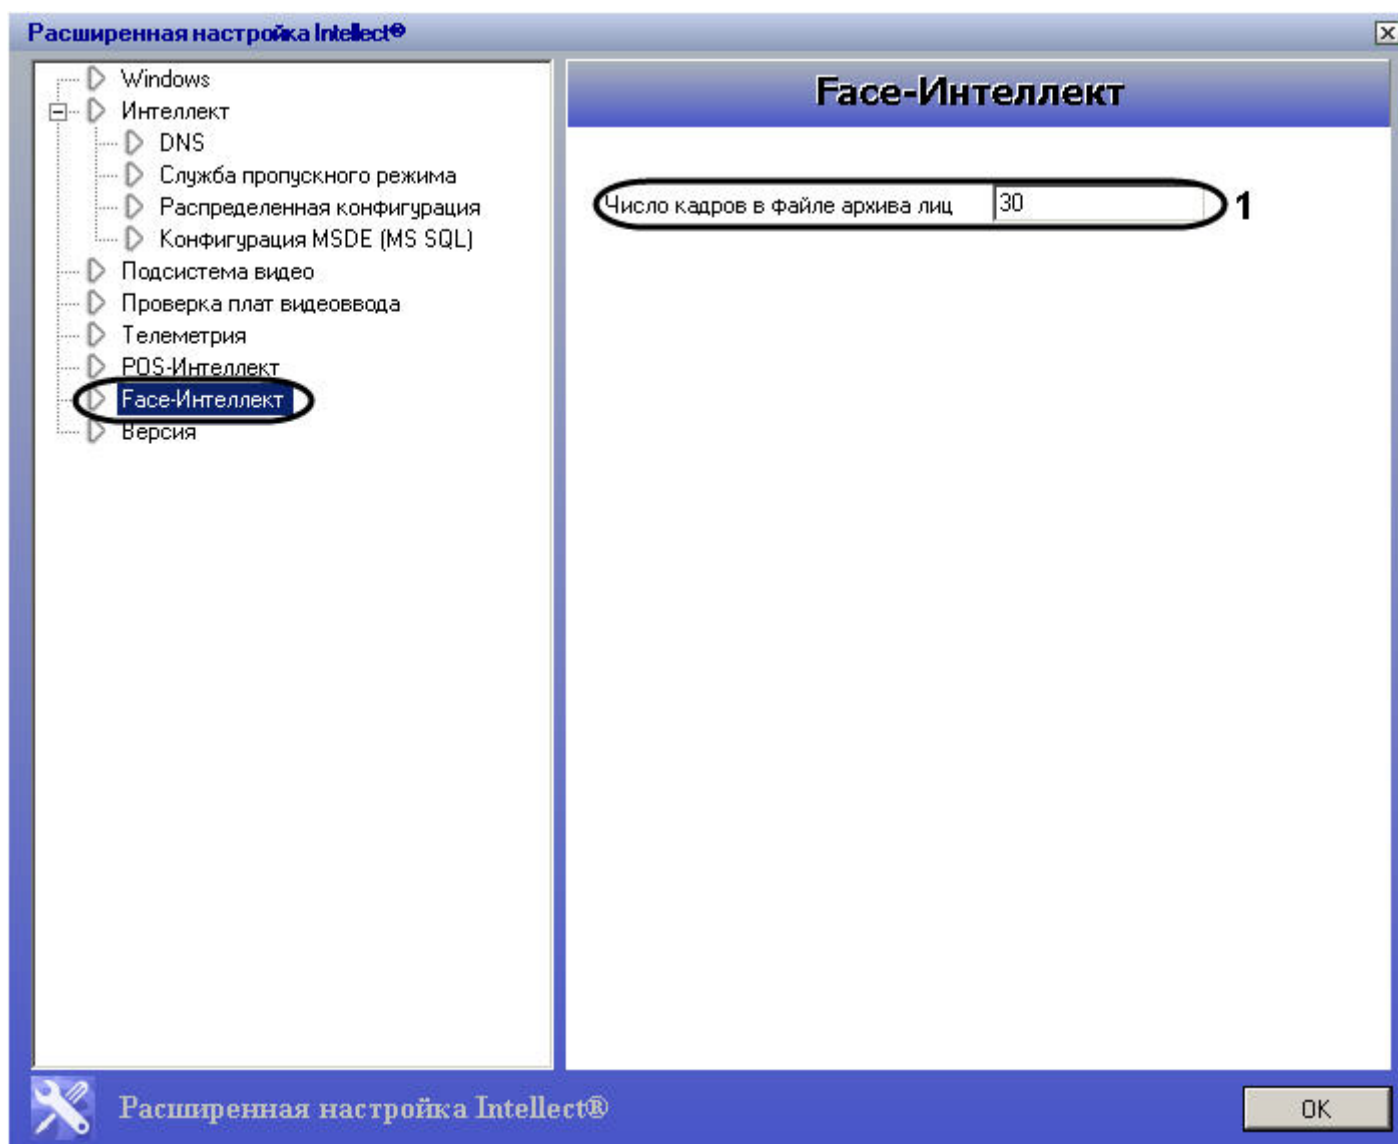 Расширенная настройка Intellect®
Windows
Интеллект
DNS
Служба пропускного режима
Распределенная конфигурация
Конфигурация MSDE (MS SQL)
Подсистема видео
Проверка плат видеоввода
Телеметрия
POS-Интеллект
Face-Интеллект
Версия
Face-Интеллект
Число кадров в файле архива лиц 30 1
Расширенная настройка Intellect®
OK